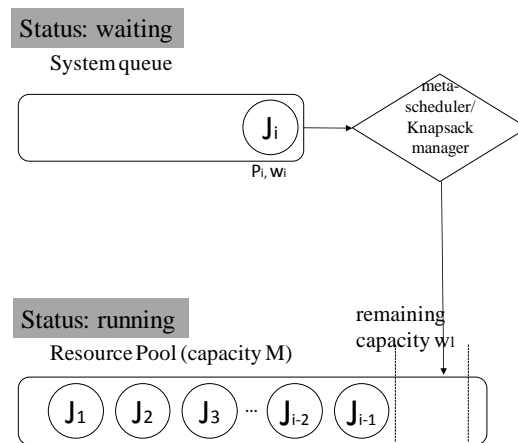 Status: waiting
System queue
Ji
Pi, wi
meta-
scheduler/
Knapsack
manager
Status: running
remaining
capacity wl
Resource Pool (capacity M)
J1 J2 J3 ... Ji-2 Ji-1